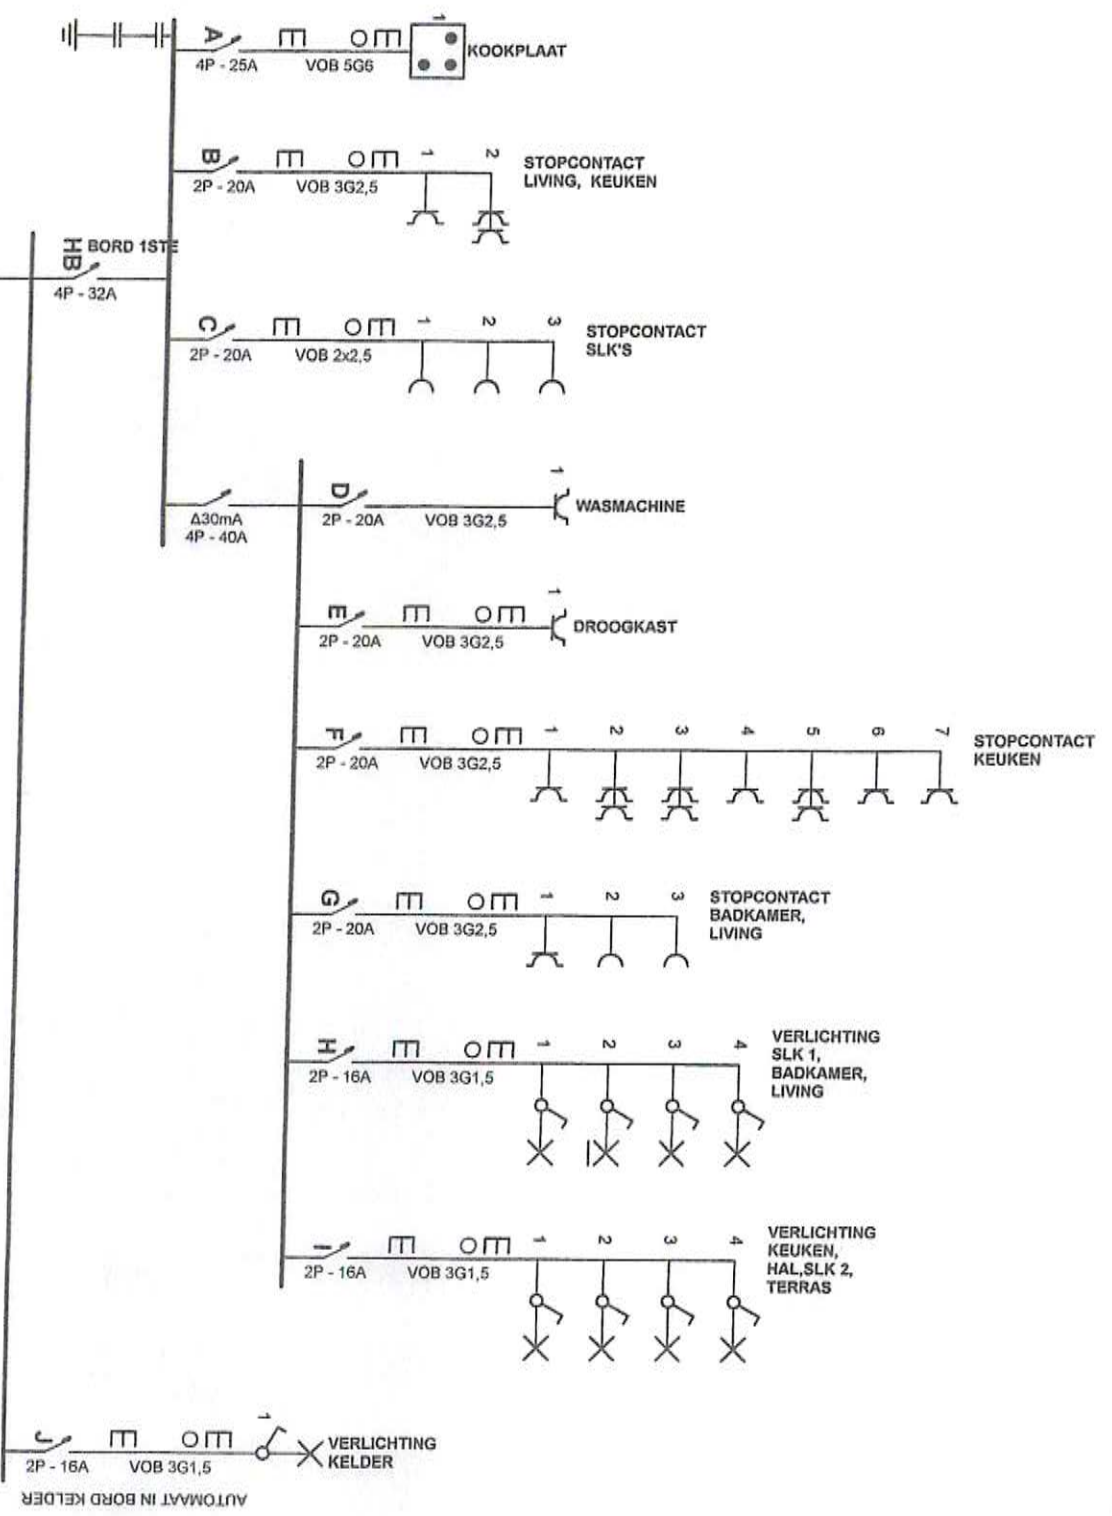 A
4P - 25A
VOB 5G6
1
KOOKPLAAT
B
2P - 20A
VOB 3G2,5
1
2
STOPCONTACT
LIVING, KEUKEN
HB
BORD 1STE
4P - 32A
C
2P - 20A
VOB 2x2,5
1
2
3
STOPCONTACT
SLK'S
Δ30mA
4P - 40A
D
2P - 20A
VOB 3G2,5
1
WASMACHINE
E
2P - 20A
VOB 3G2,5
1
DROOGKAST
F
2P - 20A
VOB 3G2,5
1
2
3
4
5
6
7
STOPCONTACT
KEUKEN
G
2P - 20A
VOB 3G2,5
1
2
3
STOPCONTACT
BADKAMER,
LIVING
H
2P - 16A
VOB 3G1,5
1
2
3
4
VERLICHTING
SLK 1,
BADKAMER,
LIVING
I
2P - 16A
VOB 3G1,5
1
2
3
4
VERLICHTING
KEUKEN,
HAL,SLK 2,
TERRAS
J
2P - 16A
VOB 3G1,5
1
VERLICHTING
KELDER
AUTOMAAT IN BORD KELDER